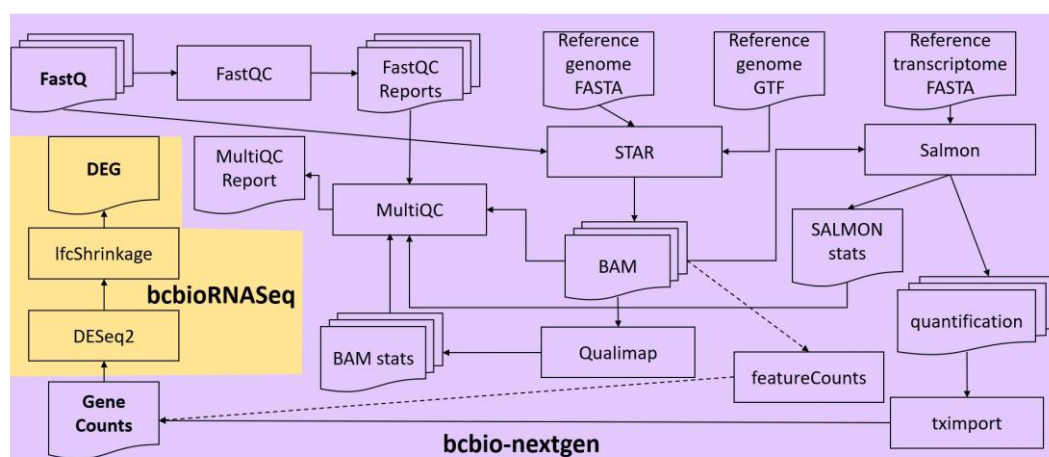 FastQ
FastQC
FastQC
Reports
Reference
genome
FASTA
Reference
genome
GTF
Reference
transcriptome
FASTA
DEG
MultiQC
Report
MultiQC
STAR
Salmon
lfcShrinkage
bcbioRNASeq
BAM
SALMON
stats
DESeq2
BAM stats
Qualimap
quantification
featureCounts
Gene
Counts
tximport
bcbio-nextgen